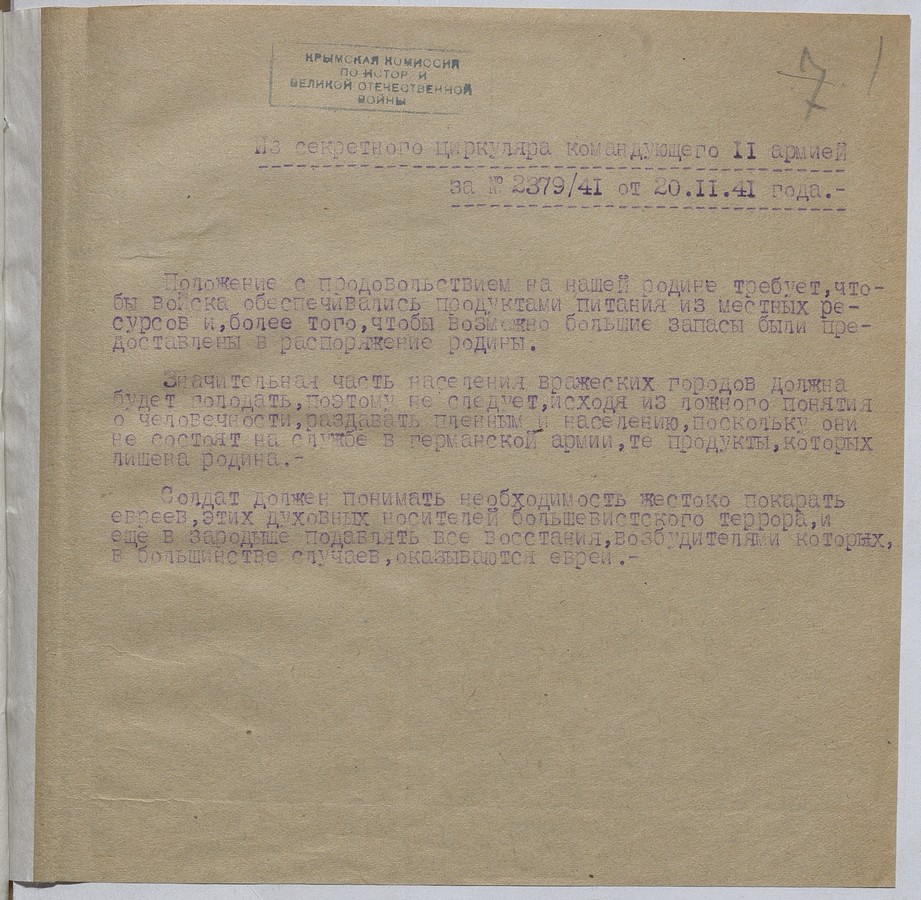 КРЫМСКАЯ КОМИССИЯ
ПО ИСТОР. И
ВЕЛИКОЙ ОТЕЧЕСТВЕННОЙ
ВОЙНЫ
7
Из секретного циркуляра командующего II армией
за № 2379/41 от 20.II.41 года.-
Положение с продовольствием на нашей родине требует,что-
бы войска обеспечивались продуктами питания из местных ре-
сурсов и,более того,чтобы возможно большие запасы были пре-
доставлены в распоряжение родины.
Значительная часть населения вражеских городов должна
будет голодать,поэтому не следует,исходя из ложного понятия
о человечности,раздавать пленным и населению,поскольку они
не состоят на службе в германской армии,те продукты,которых
лишена родина.-
Солдат должен понимать необходимость жестоко покарать
евреев,этих духовных носителей большевистского террора,и
еще в зародыше подавлять все восстания,возбудителями которых,
в большинстве случаев,оказываются евреи.-